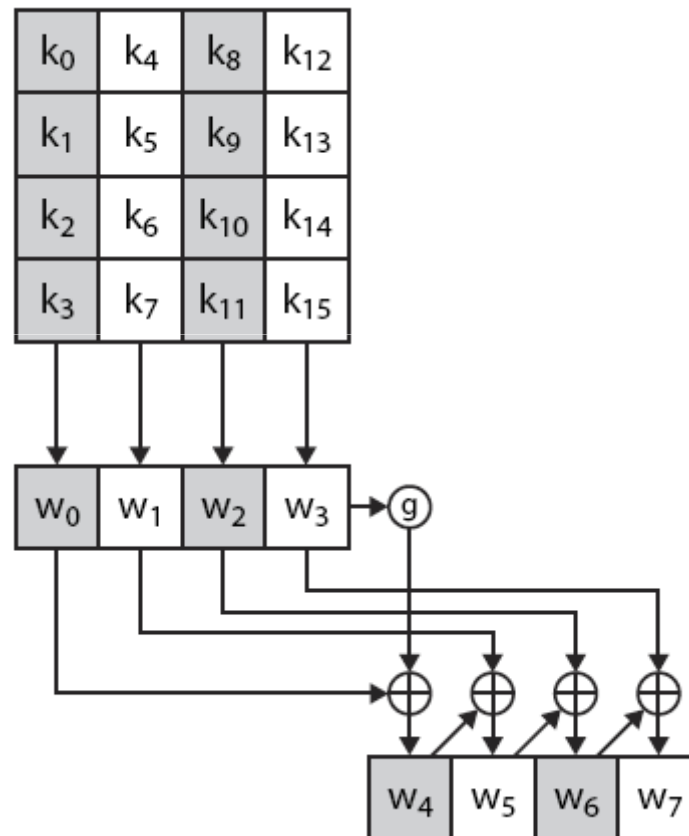 k₀ k₄ k₈ k₁₂
k₁ k₅ k₉ k₁₃
k₂ k₆ k₁₀ k₁₄
k₃ k₇ k₁₁ k₁₅
w₀ w₁ w₂ w₃ g
w₄ w₅ w₆ w₇